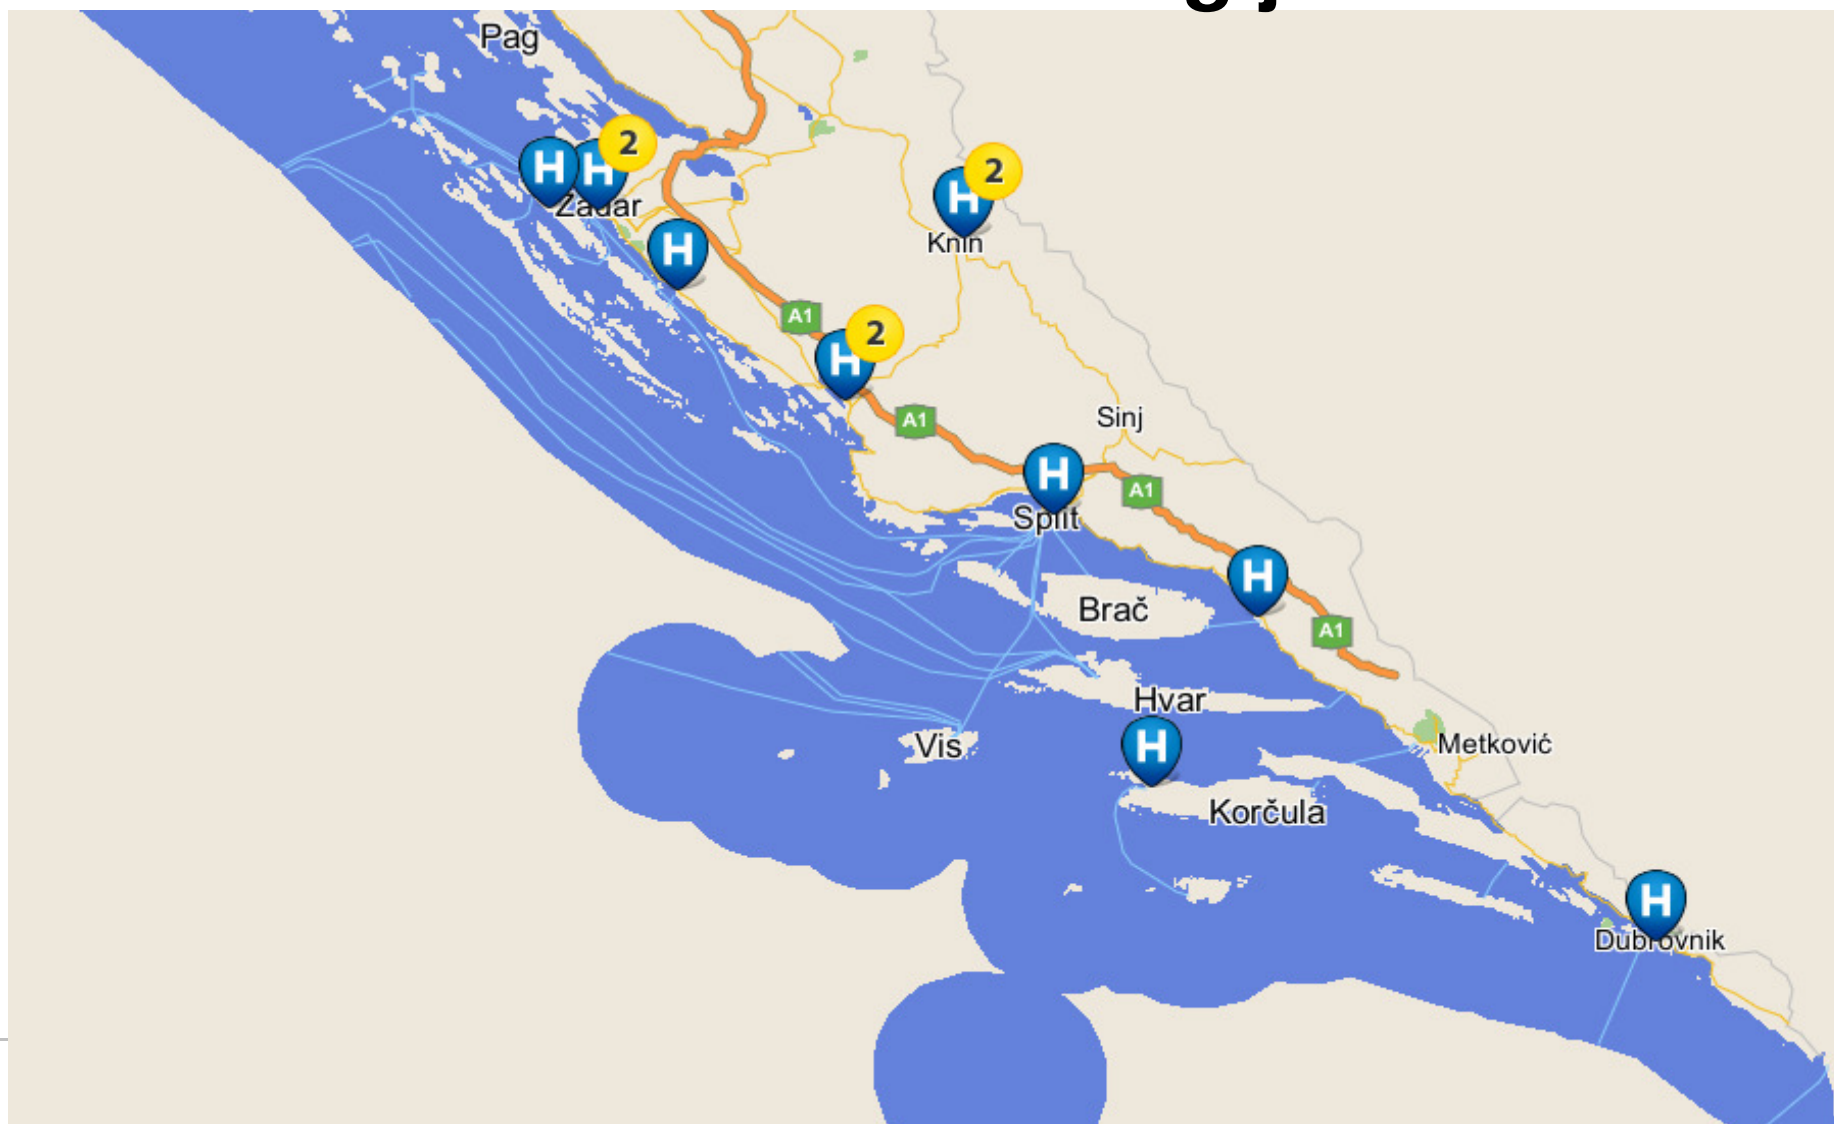 Pag
H
H
2
Zadar
H
2
Knin
H
A1
H
2
A1
Sinj
H
A1
Split
H
Brač
A1
Hvar
Vis
H
Metković
Korčula
H
Dubrovnik